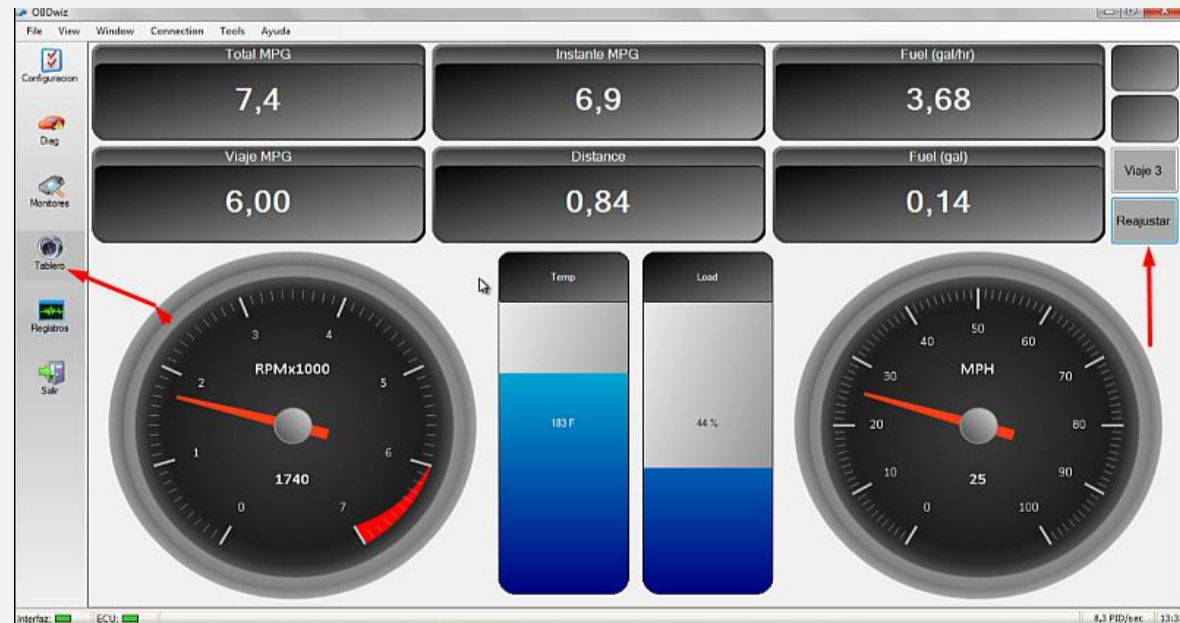 OBDwiz
File View Window Connection Tools Ayuda
Configuracion
Diag
Monitores
Tablero
Registros
Salir
Total MPG
7,4
Instante MPG
6,9
Fuel (gal/hr)
3,68
Viaje MPG
6,00
Distance
0,84
Fuel (gal)
0,14
Viaje 3
Reajustar
0 1 2 3 4 5 6 7
RPMx1000
1740
Temp
183 F
Load
44 %
0 10 20 30 40 50 60 70 80 90 100
MPH
25
Interfaz:
ECU:
8,3 PID/sec